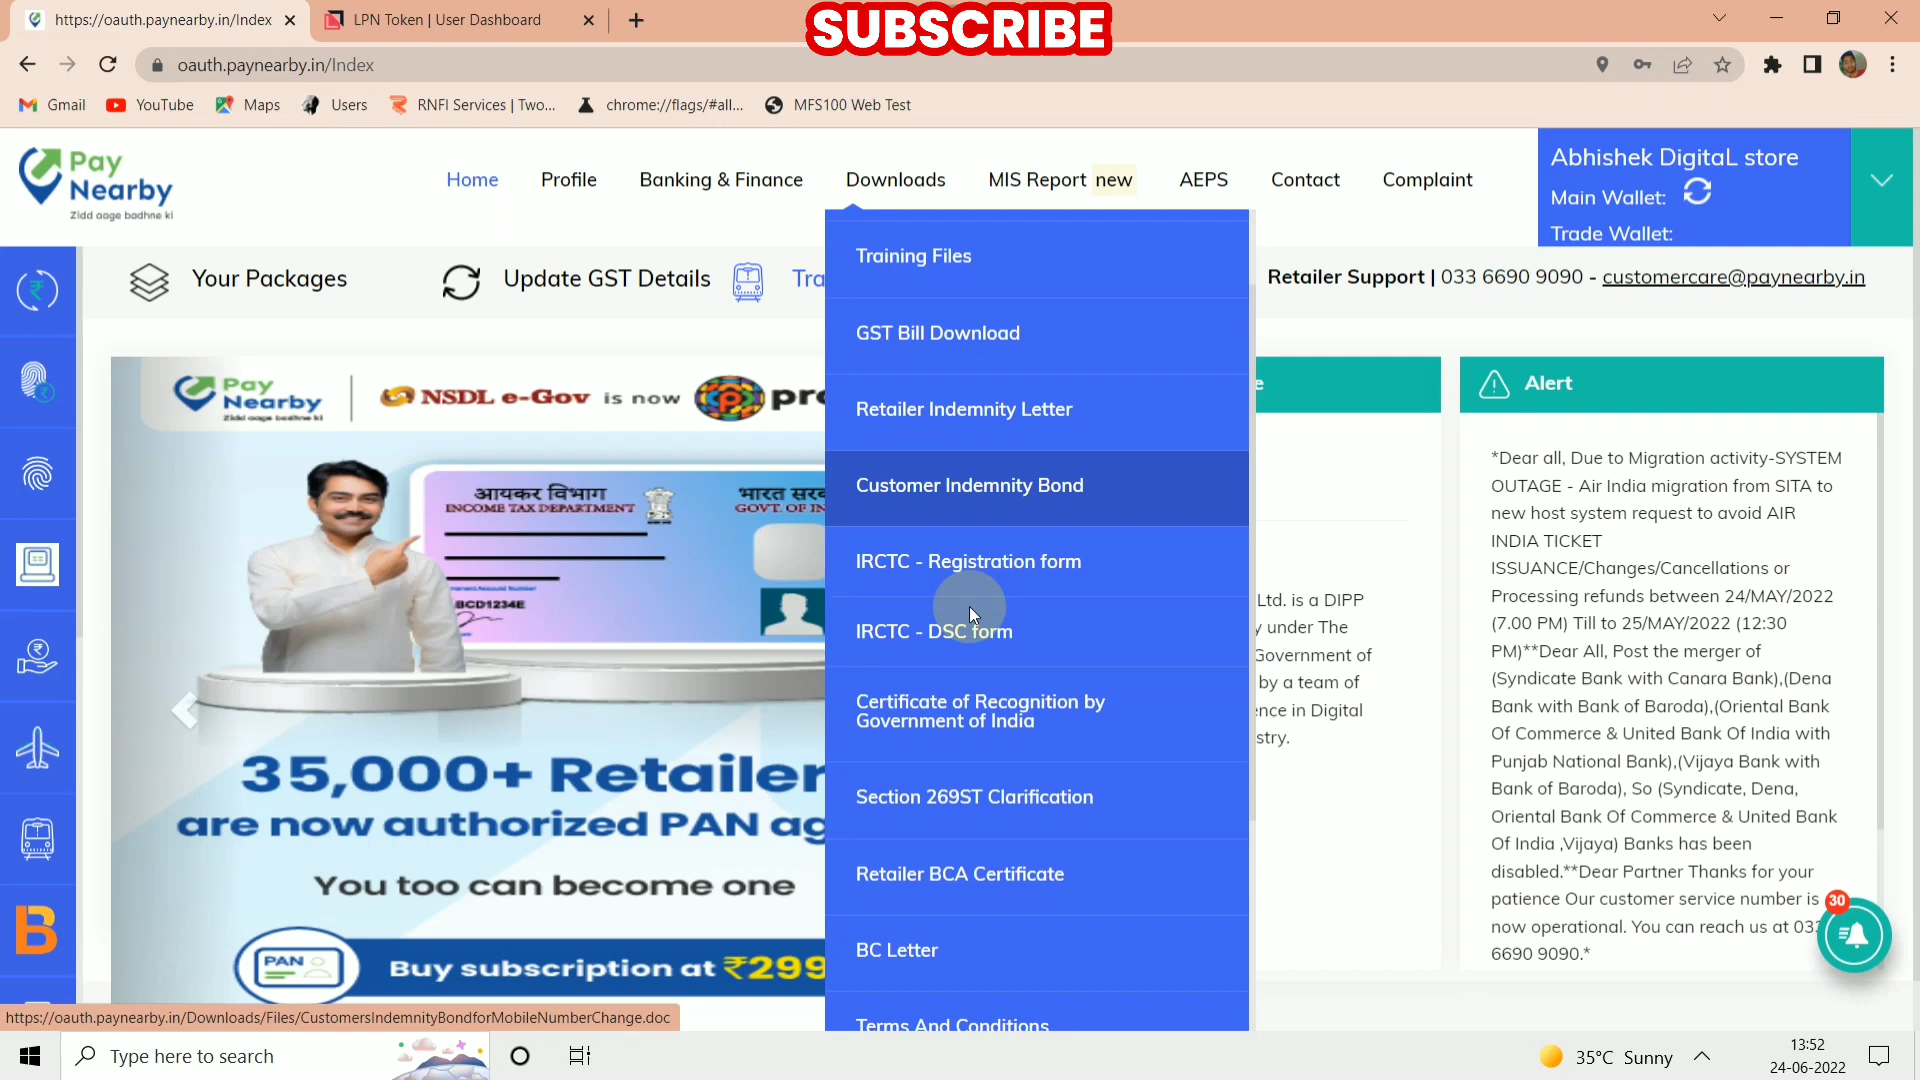 https://oauth.paynearby.in/Index
LPN Token | User Dashboard
SUBSCRIBE
oauth.paynearby.in/Index
Gmail
YouTube
Maps
Users
RNFI Services | Two...
chrome://flags/#all...
MFS100 Web Test
Pay
Nearby
Zidd aage badhne ki
Home
Profile
Banking & Finance
Downloads
MIS Report new
AEPS
Contact
Complaint
Abhishek DigitaL store
Main Wallet:
Trade Wallet:
Your Packages
Update GST Details
Tra
Retailer Support | 033 6690 9090 - customercare@paynearby.in
Training Files
GST Bill Download
Retailer Indemnity Letter
Customer Indemnity Bond
IRCTC - Registration form
IRCTC - DSC form
Certificate of Recognition by
Government of India
Section 269ST Clarification
Retailer BCA Certificate
BC Letter
Terms And Conditions
Pay
Nearby
Zidd aage badhne ki
NSDL e-Gov is now pro
आयकर विभाग
INCOME TAX DEPARTMENT
भारत सर
GOVT. OF IN
BCD1234E
35,000+ Retailer
are now authorized PAN ag
You too can become one
PAN
Buy subscription at ₹299
e
Ltd. is a DIPP
y under The
Government of
by a team of
ence in Digital
stry.
Alert
*Dear all, Due to Migration activity-SYSTEM
OUTAGE - Air India migration from SITA to
new host system request to avoid AIR
INDIA TICKET
ISSUANCE/Changes/Cancellations or
Processing refunds between 24/MAY/2022
(7.00 PM) Till to 25/MAY/2022 (12:30
PM)**Dear All, Post the merger of
(Syndicate Bank with Canara Bank),(Dena
Bank with Bank of Baroda),(Oriental Bank
Of Commerce & United Bank Of India with
Punjab National Bank),(Vijaya Bank with
Bank of Baroda), So (Syndicate, Dena,
Oriental Bank Of Commerce & United Bank
Of India ,Vijaya) Banks has been
disabled.**Dear Partner Thanks for your
patience Our customer service number is
now operational. You can reach us at 033
6690 9090.*
30
https://oauth.paynearby.in/Downloads/Files/CustomersIndemnityBondforMobileNumberChange.doc
Type here to search
35°C Sunny
13:52
24-06-2022